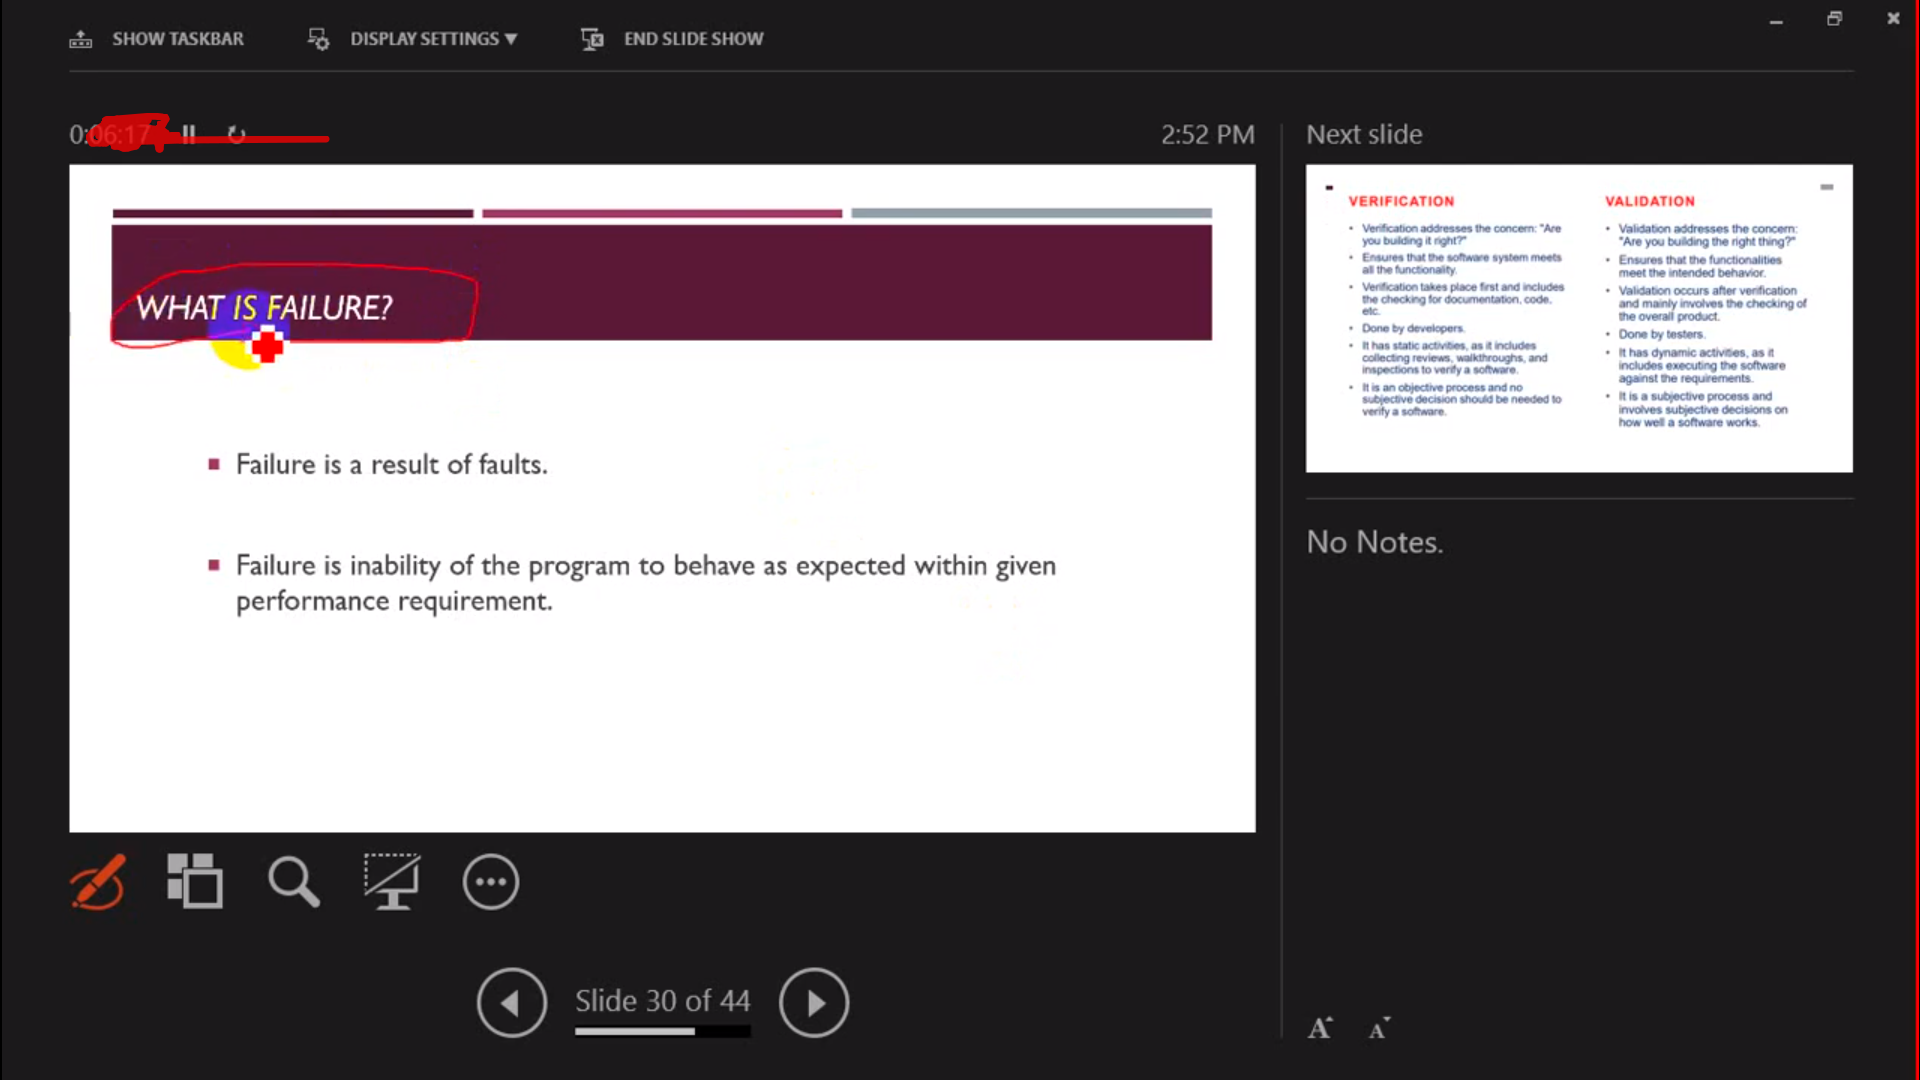 SHOW TASKBAR
DISPLAY SETTINGS
END SLIDE SHOW
0:06:17
2:52 PM
Next slide
WHAT IS FAILURE?
Failure is a result of faults.
Failure is inability of the program to behave as expected within given
performance requirement.
VERIFICATION
Verification addresses the concern: "Are
you building it right?"
Ensures that the software system meets
all the functionality.
Verification takes place first and includes
the checking for documentation, code,
etc.
Done by developers.
It has static activities, as it includes
collecting reviews, walkthroughs, and
inspections to verify a software.
It is an objective process and no
subjective decision should be needed to
verify a software.
VALIDATION
Validation addresses the concern:
"Are you building the right thing?"
Ensures that the functionalities
meet the intended behavior.
Validation occurs after verification
and mainly involves the checking of
the overall product.
Done by testers.
It has dynamic activities, as it
includes executing the software
against the requirements.
It is a subjective process and
involves subjective decisions on
how well a software works.
No Notes.
Slide 30 of 44
A A